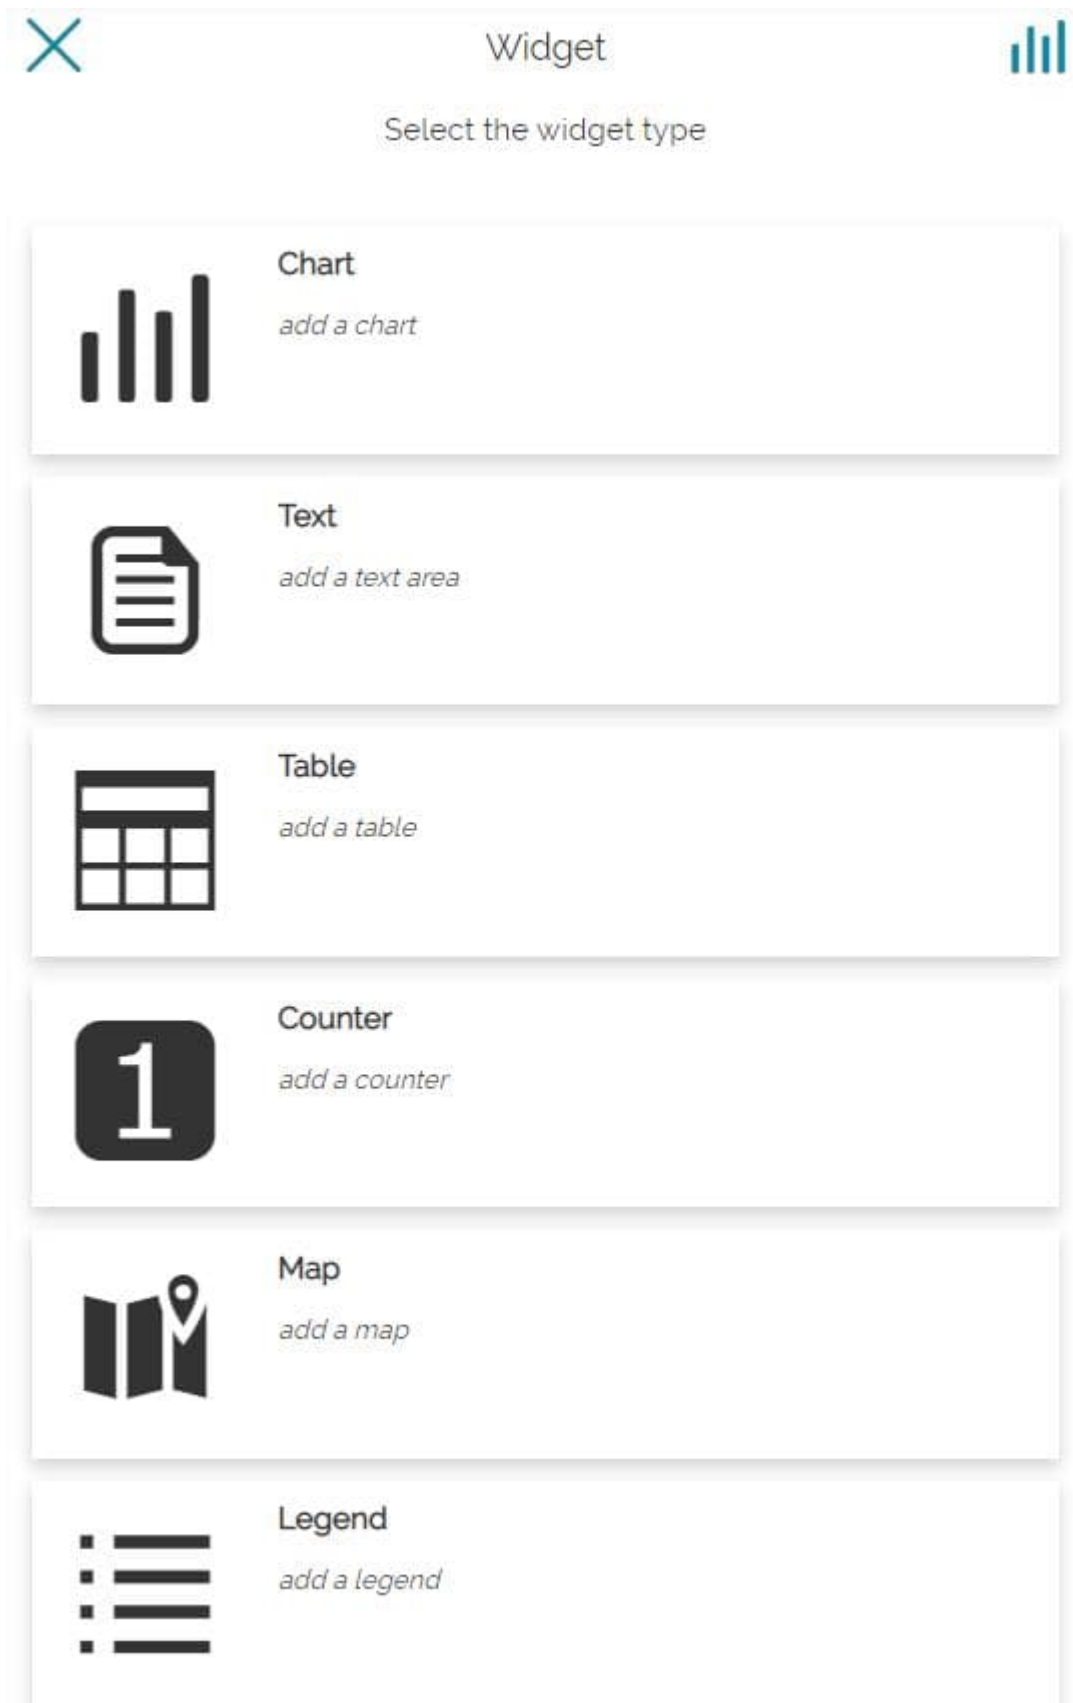 Widget
Select the widget type
Chart
add a chart
Text
add a text area
Table
add a table
1
Counter
add a counter
Map
add a map
Legend
add a legend